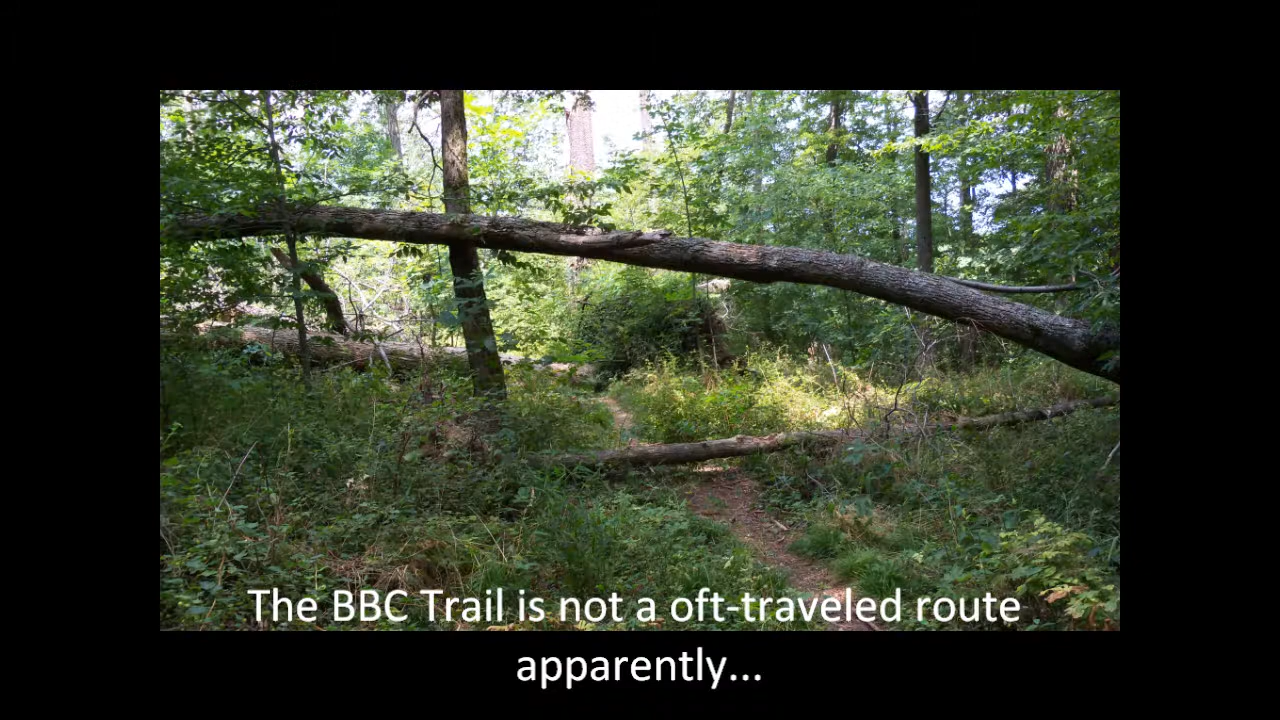 The BBC Trail is not a oft-traveled route
apparently...